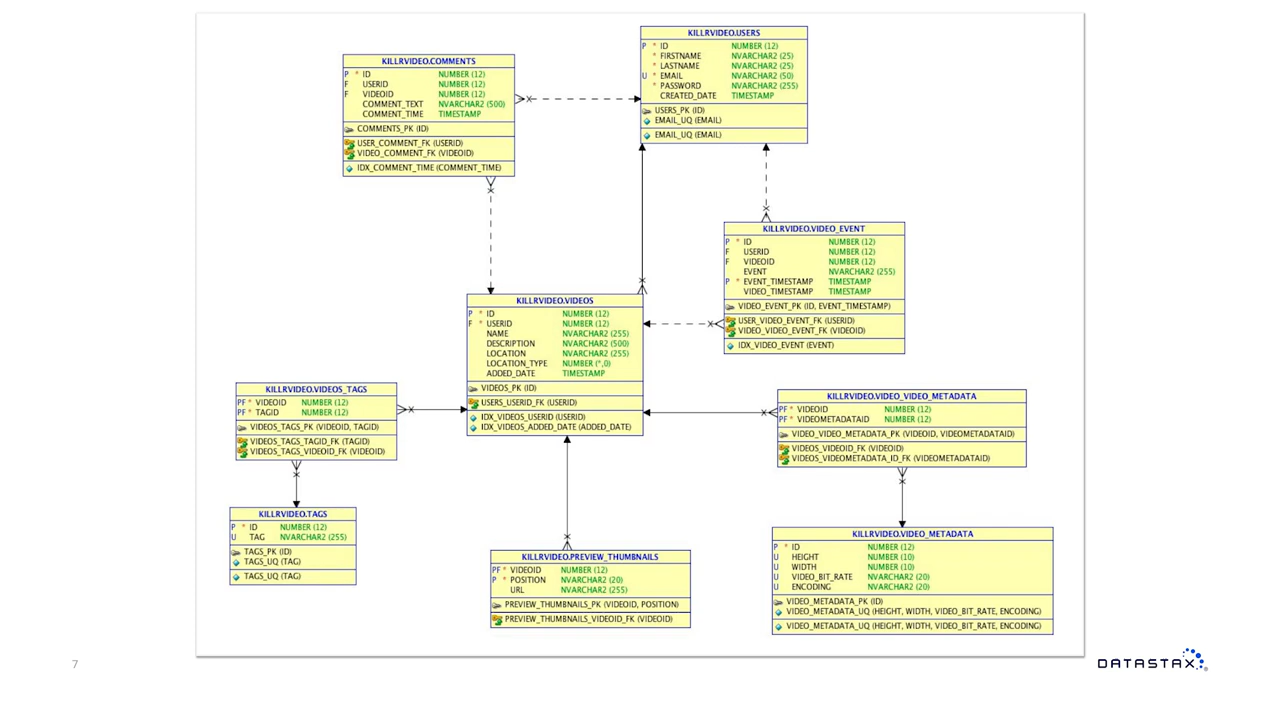 KILLRVIDEO.USERS
P * ID NUMBER (12)
* FIRSTNAME NVARCHAR2 (25)
* LASTNAME NVARCHAR2 (25)
U * EMAIL NVARCHAR2 (50)
* PASSWORD NVARCHAR2 (255)
CREATED_DATE TIMESTAMP
USERS_PK (ID)
EMAIL_UQ (EMAIL)
EMAIL_UQ (EMAIL)
KILLRVIDEO.COMMENTS
P * ID NUMBER (12)
F USERID NUMBER (12)
F VIDEOID NUMBER (12)
COMMENT_TEXT NVARCHAR2 (500)
COMMENT_TIME TIMESTAMP
COMMENTS_PK (ID)
USER_COMMENT_FK (USERID)
VIDEO_COMMENT_FK (VIDEOID)
IDX_COMMENT_TIME (COMMENT_TIME)
KILLRVIDEO.VIDEO_EVENT
P * ID NUMBER (12)
F USERID NUMBER (12)
F VIDEOID NUMBER (12)
EVENT NVARCHAR2 (255)
P * EVENT_TIMESTAMP TIMESTAMP
VIDEO_TIMESTAMP TIMESTAMP
VIDEO_EVENT_PK (ID, EVENT_TIMESTAMP)
USER_VIDEO_EVENT_FK (USERID)
VIDEO_VIDEO_EVENT_FK (VIDEOID)
IDX_VIDEO_EVENT (EVENT)
KILLRVIDEO.VIDEOS
P * ID NUMBER (12)
F * USERID NUMBER (12)
NAME NVARCHAR2 (255)
DESCRIPTION NVARCHAR2 (500)
LOCATION NVARCHAR2 (255)
LOCATION_TYPE NUMBER (*,0)
ADDED_DATE TIMESTAMP
VIDEOS_PK (ID)
USERS_USERID_FK (USERID)
IDX_VIDEOS_USERID (USERID)
IDX_VIDEOS_ADDED_DATE (ADDED_DATE)
KILLRVIDEO.VIDEOS_TAGS
PF * VIDEOID NUMBER (12)
PF * TAGID NUMBER (12)
VIDEOS_TAGS_PK (VIDEOID, TAGID)
VIDEOS_TAGS_TAGID_FK (TAGID)
VIDEOS_TAGS_VIDEOID_FK (VIDEOID)
KILLRVIDEO.VIDEO_VIDEO_METADATA
PF * VIDEOID NUMBER (12)
PF * VIDEOMETADATAID NUMBER (12)
VIDEO_VIDEO_METADATA_PK (VIDEOID, VIDEOMETADATAID)
VIDEOS_VIDEOID_FK (VIDEOID)
VIDEOS_VIDEOMETADATA_ID_FK (VIDEOMETADATAID)
KILLRVIDEO.TAGS
P * ID NUMBER (12)
U TAG NVARCHAR2 (255)
TAGS_PK (ID)
TAGS_UQ (TAG)
TAGS_UQ (TAG)
KILLRVIDEO.PREVIEW_THUMBNAILS
PF * VIDEOID NUMBER (12)
P * POSITION NVARCHAR2 (20)
URL NVARCHAR2 (255)
PREVIEW_THUMBNAILS_PK (VIDEOID, POSITION)
PREVIEW_THUMBNAILS_VIDEOID_FK (VIDEOID)
KILLRVIDEO.VIDEO_METADATA
P * ID NUMBER (12)
U HEIGHT NUMBER (10)
U WIDTH NUMBER (10)
U VIDEO_BIT_RATE NVARCHAR2 (20)
U ENCODING NVARCHAR2 (20)
VIDEO_METADATA_PK (ID)
VIDEO_METADATA_UQ (HEIGHT, WIDTH, VIDEO_BIT_RATE, ENCODING)
VIDEO_METADATA_UQ (HEIGHT, WIDTH, VIDEO_BIT_RATE, ENCODING)
7
DATASTAX